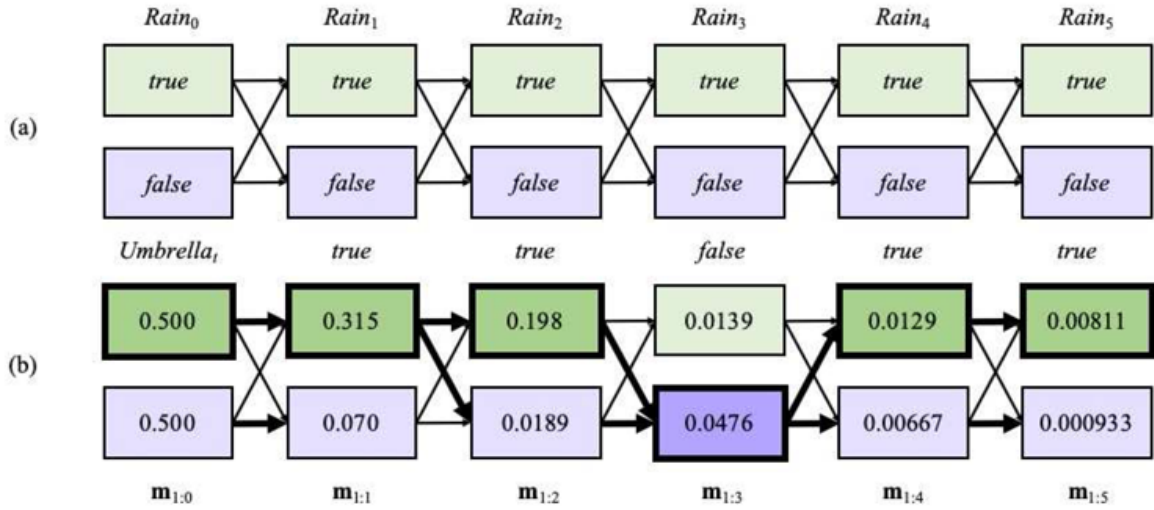 Rain₀ Rain₁ Rain₂ Rain₃ Rain₄ Rain₅
true true true true true true
(a)
false false false false false false
Umbrellaₜ true true false true true
0.500 0.315 0.198 0.0139 0.0129 0.00811
(b)
0.500 0.070 0.0189 0.0476 0.00667 0.000933
m₁:₀ m₁:₁ m₁:₂ m₁:₃ m₁:₄ m₁:₅